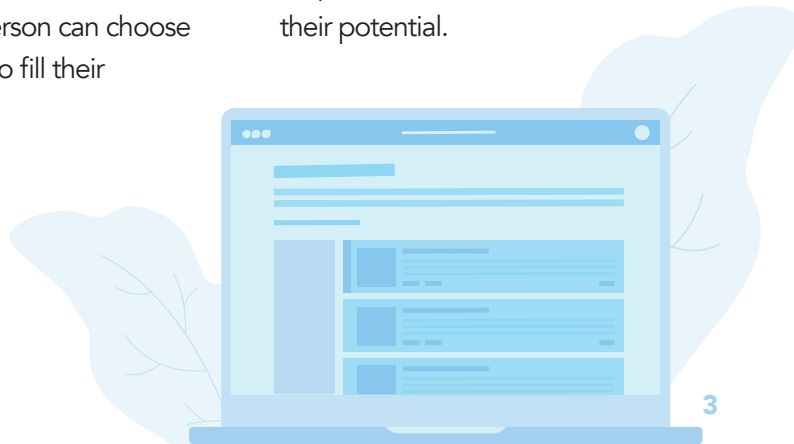 erson can choose
o fill their
their potential.
3